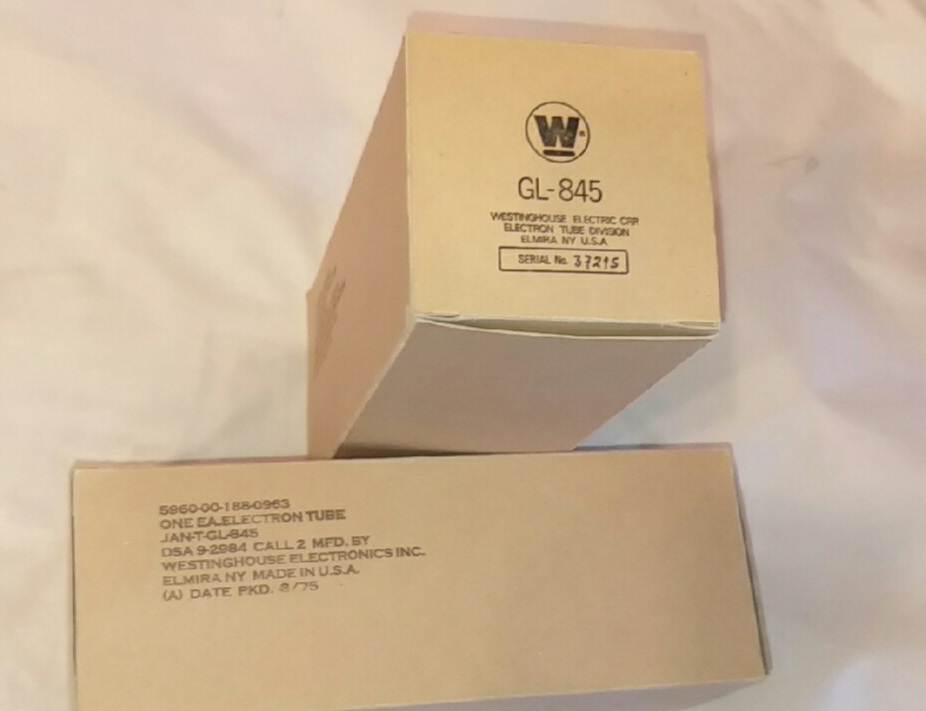 W
GL-845
WESTINGHOUSE ELECTRIC CRP.
ELECTRON TUBE DIVISION
ELMIRA NY U.S.A
SERIAL No. 37215
5960-00-188-0963
ONE EA.ELECTRON TUBE
JAN-T-GL-845
DSA 9-2984 CALL 2 MFD. BY
WESTINGHOUSE ELECTRONICS INC.
ELMIRA NY MADE IN U.S.A.
(A) DATE PKD. 8/75